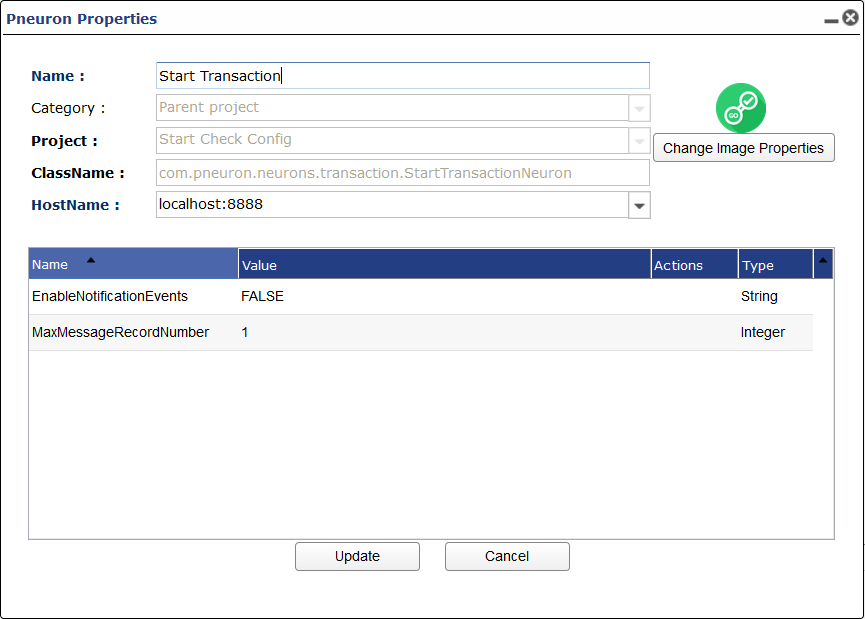 Pneuron Properties
Name : Start Transaction
Category : Parent project
GO
Project : Start Check Config
Change Image Properties
ClassName : com.pneuron.neurons.transaction.StartTransactionNeuron
HostName : localhost:8888
Name Value Actions Type
EnableNotificationEvents FALSE String
MaxMessageRecordNumber 1 Integer
Update Cancel